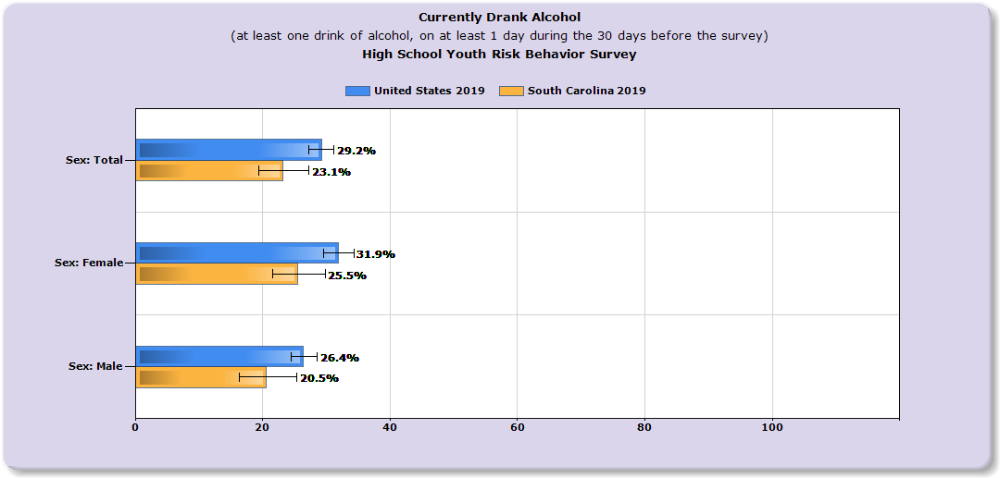 Currently Drank Alcohol
(at least one drink of alcohol, on at least 1 day during the 30 days before the survey)
High School Youth Risk Behavior Survey
United States 2019 South Carolina 2019
29.2%
Sex: Total
23.1%
31.9%
Sex: Female
25.5%
26.4%
Sex: Male
20.5%
0 20 40 60 80 100